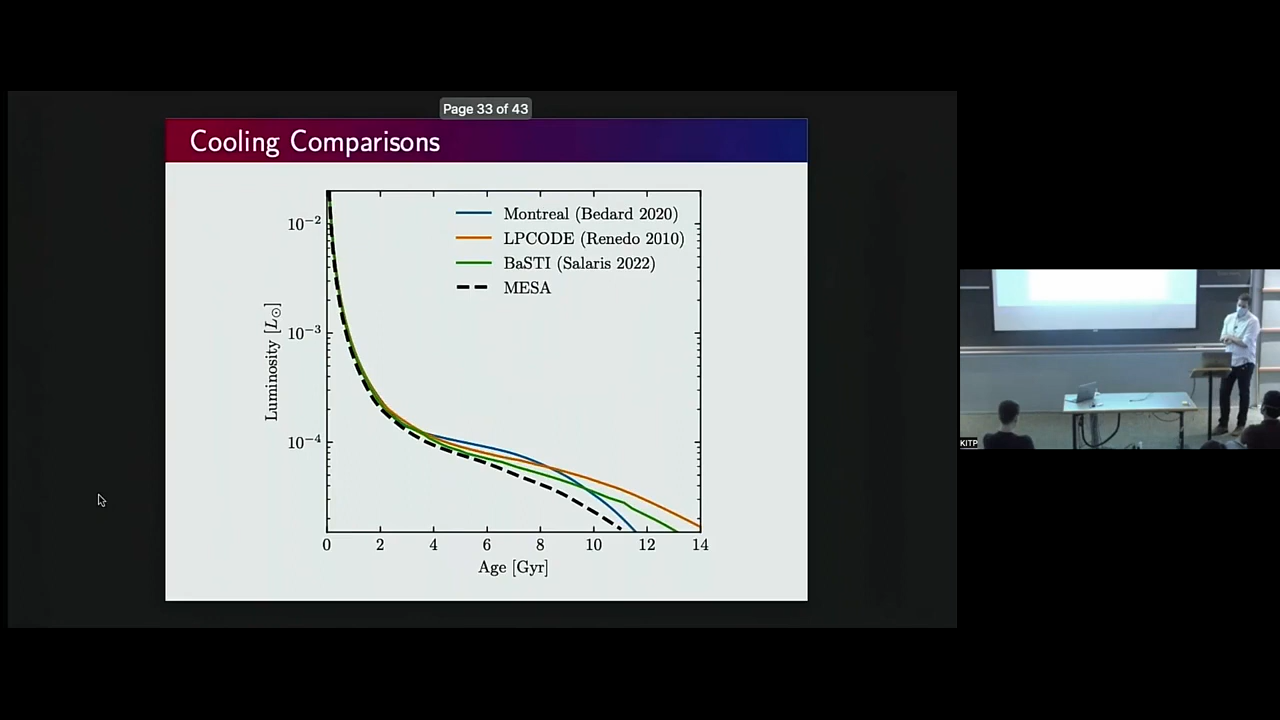 Page 33 of 43
Cooling Comparisons
Montreal (Bedard 2020)
LPCODE (Renedo 2010)
BaSTI (Salaris 2022)
MESA
10⁻²
10⁻³
10⁻⁴
Luminosity [L☉]
0 2 4 6 8 10 12 14
Age [Gyr]
KITP